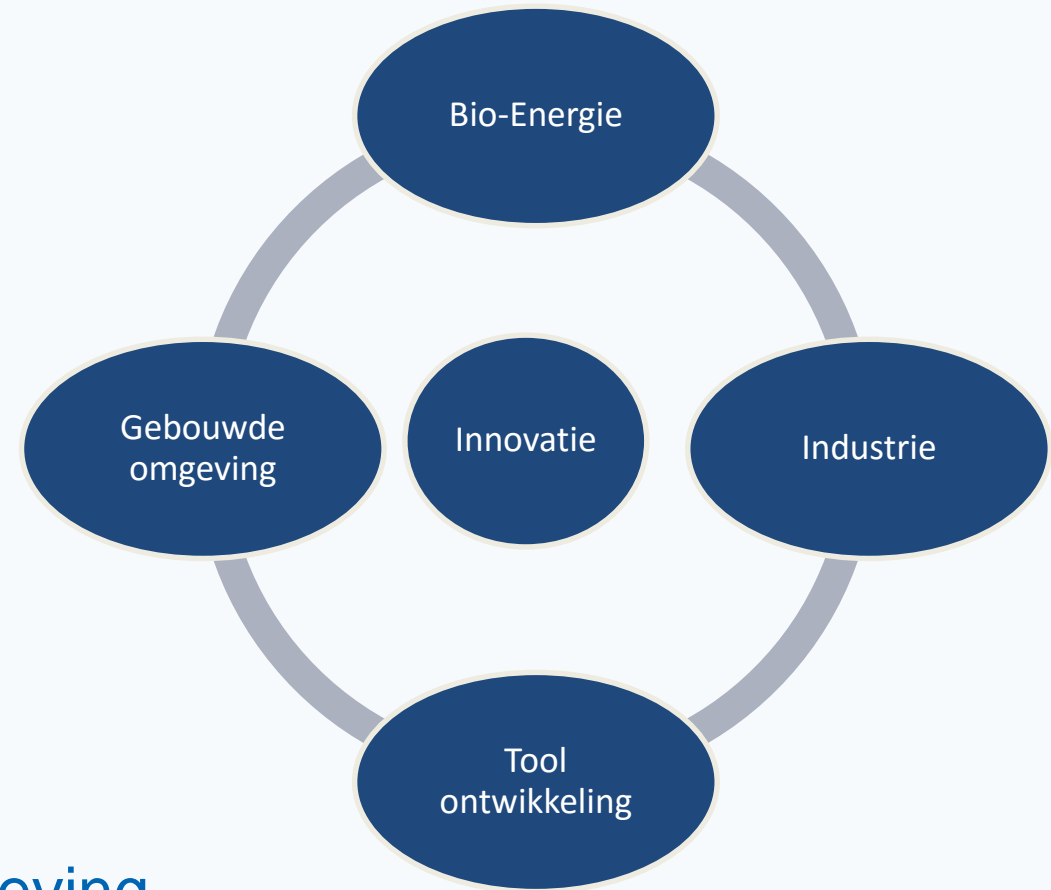 Bio-Energie
Gebouwde
omgeving
Innovatie
Industrie
Tool
ontwikkeling